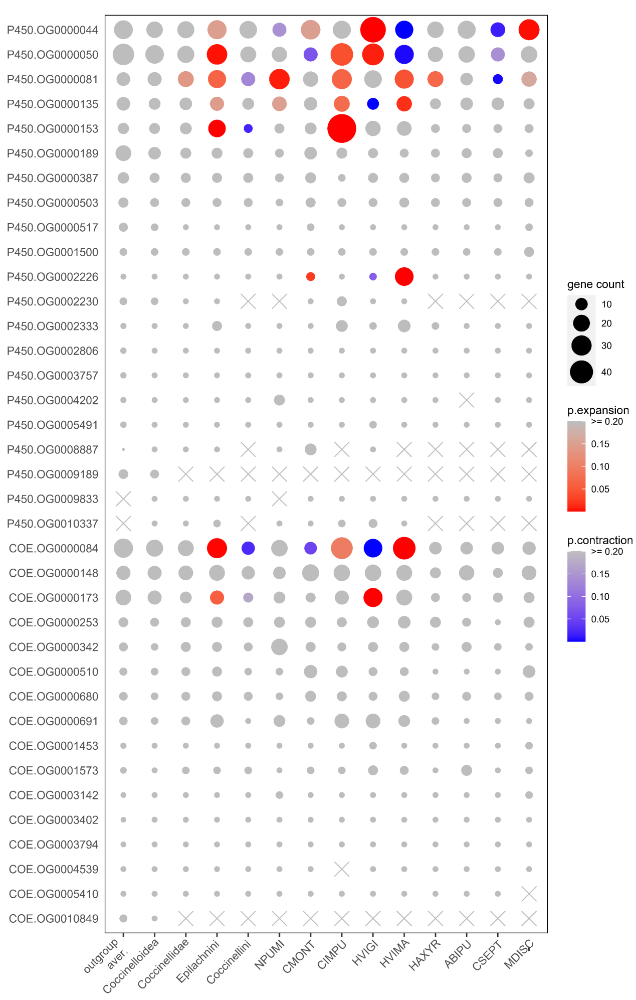 P450.OG0000044
P450.OG0000050
P450.OG0000081
P450.OG0000135
P450.OG0000153
P450.OG0000189
P450.OG0000387
P450.OG0000503
P450.OG0000517
P450.OG0001500
P450.OG0002226
P450.OG0002230
P450.OG0002333
P450.OG0002806
P450.OG0003757
P450.OG0004202
P450.OG0005491
P450.OG0008887
P450.OG0009189
P450.OG0009833
P450.OG0010337
COE.OG0000084
COE.OG0000148
COE.OG0000173
COE.OG0000253
COE.OG0000342
COE.OG0000510
COE.OG0000680
COE.OG0000691
COE.OG0001453
COE.OG0001573
COE.OG0003142
COE.OG0003402
COE.OG0003794
COE.OG0004539
COE.OG0005410
COE.OG0010849
outgroup
aver.
Coccinelloidea
Coccinellidae
Epilachnini
Coccinellini
NPUMI
CMONT
CIMPU
HVIGI
HVIMA
HAXYR
ABIPU
CSEPT
MDISC
gene count
10
20
30
40
p.expansion
>= 0.20
0.15
0.10
0.05
p.contraction
>= 0.20
0.15
0.10
0.05